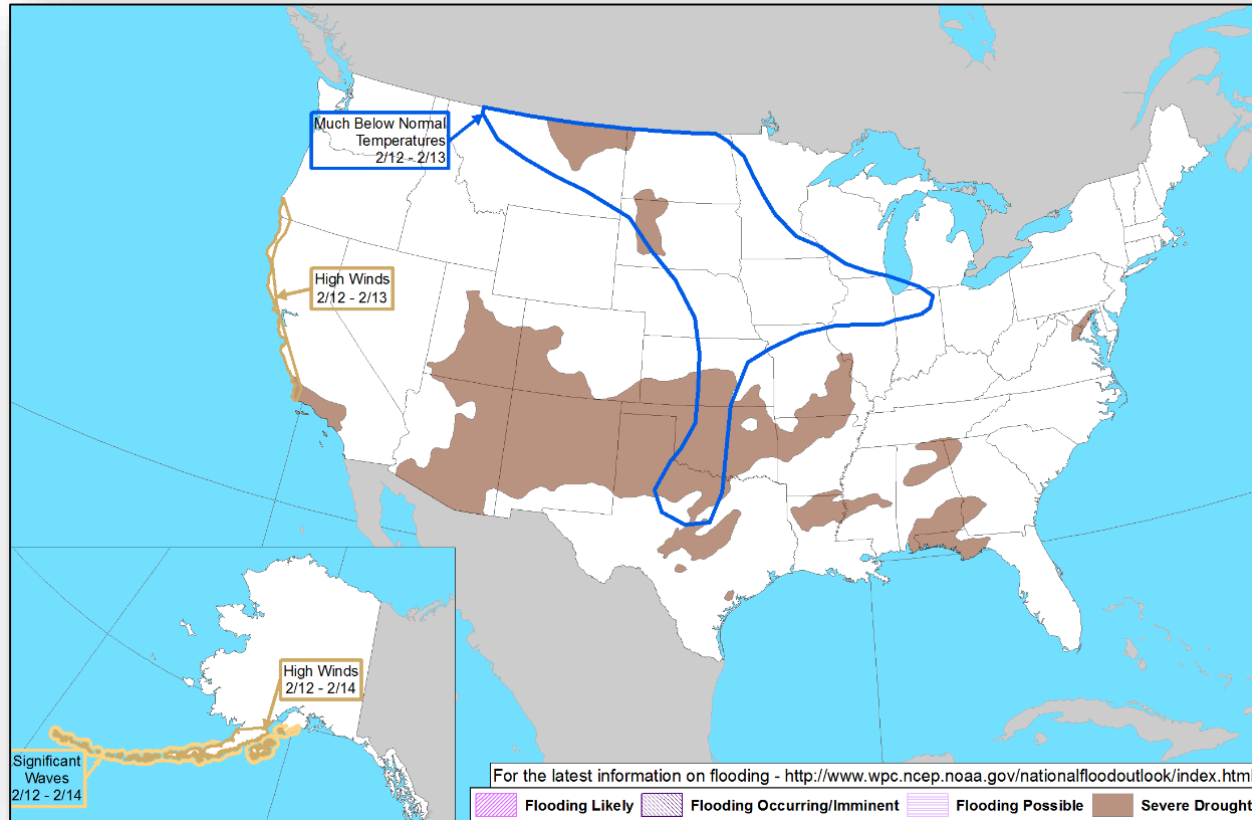 Much Below Normal
Temperatures
2/12 - 2/13
High Winds
2/12 - 2/13
High Winds
2/12 - 2/14
Significant
Waves
2/12 - 2/14
For the latest information on flooding - http://www.wpc.ncep.noaa.gov/nationalfloodoutlook/index.html
Flooding Likely
Flooding Occurring/Imminent
Flooding Possible
Severe Drought